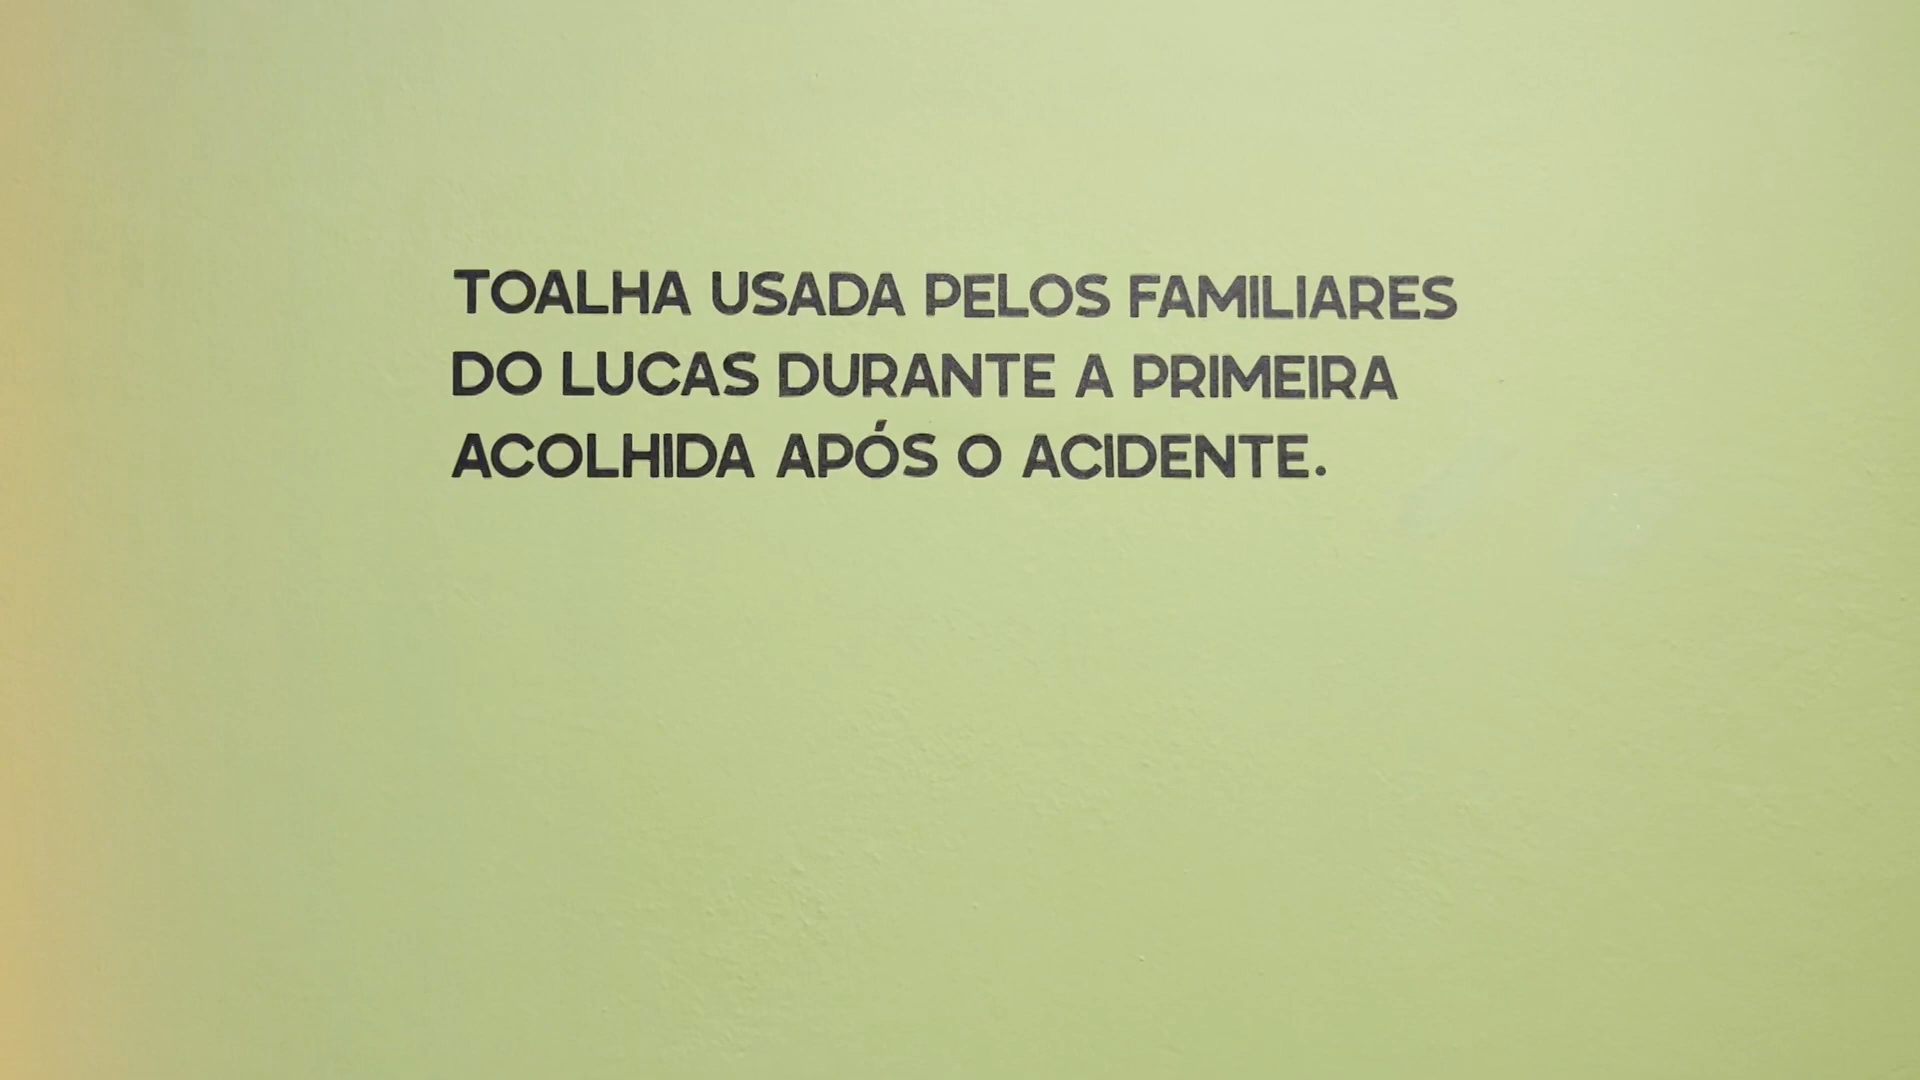 TOALHA USADA PELOS FAMILIARES
DO LUCAS DURANTE A PRIMEIRA
ACOLHIDA APÓS O ACIDENTE.